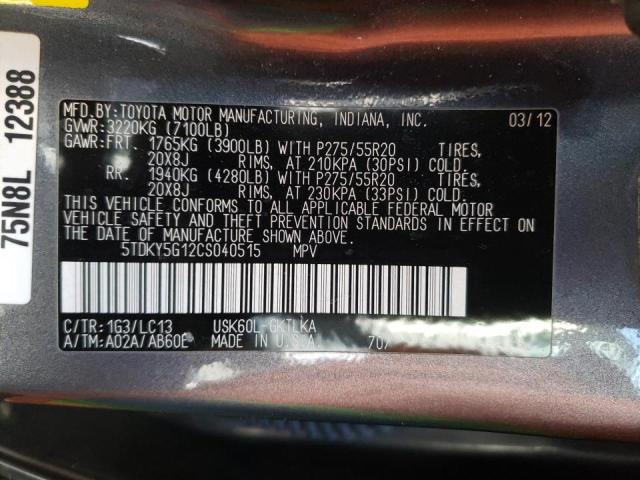 75N8L 12388
MFD.BY:TOYOTA MOTOR MANUFACTURING, INDIANA, INC. 03/12
GVWR:3220KG (7100LB)
GAWR:FRT. 1765KG (3900LB) WITH P275/55R20 TIRES,
20X8J RIMS, AT 210KPA (30PSI) COLD.
RR. 1940KG (4280LB) WITH P275/55R20 TIRES,
20X8J RIMS, AT 230KPA (33PSI) COLD.
THIS VEHICLE CONFORMS TO ALL APPLICABLE FEDERAL MOTOR
VEHICLE SAFETY AND THEFT PREVENTION STANDARDS IN EFFECT ON
THE DATE OF MANUFACTURE SHOWN ABOVE.
5TDKY5G12CS040515 MPV
C/TR:1G3/LC13 USK60L-GKTLKA
A/TM:A02A/AB60E MADE IN U.S.A 70/